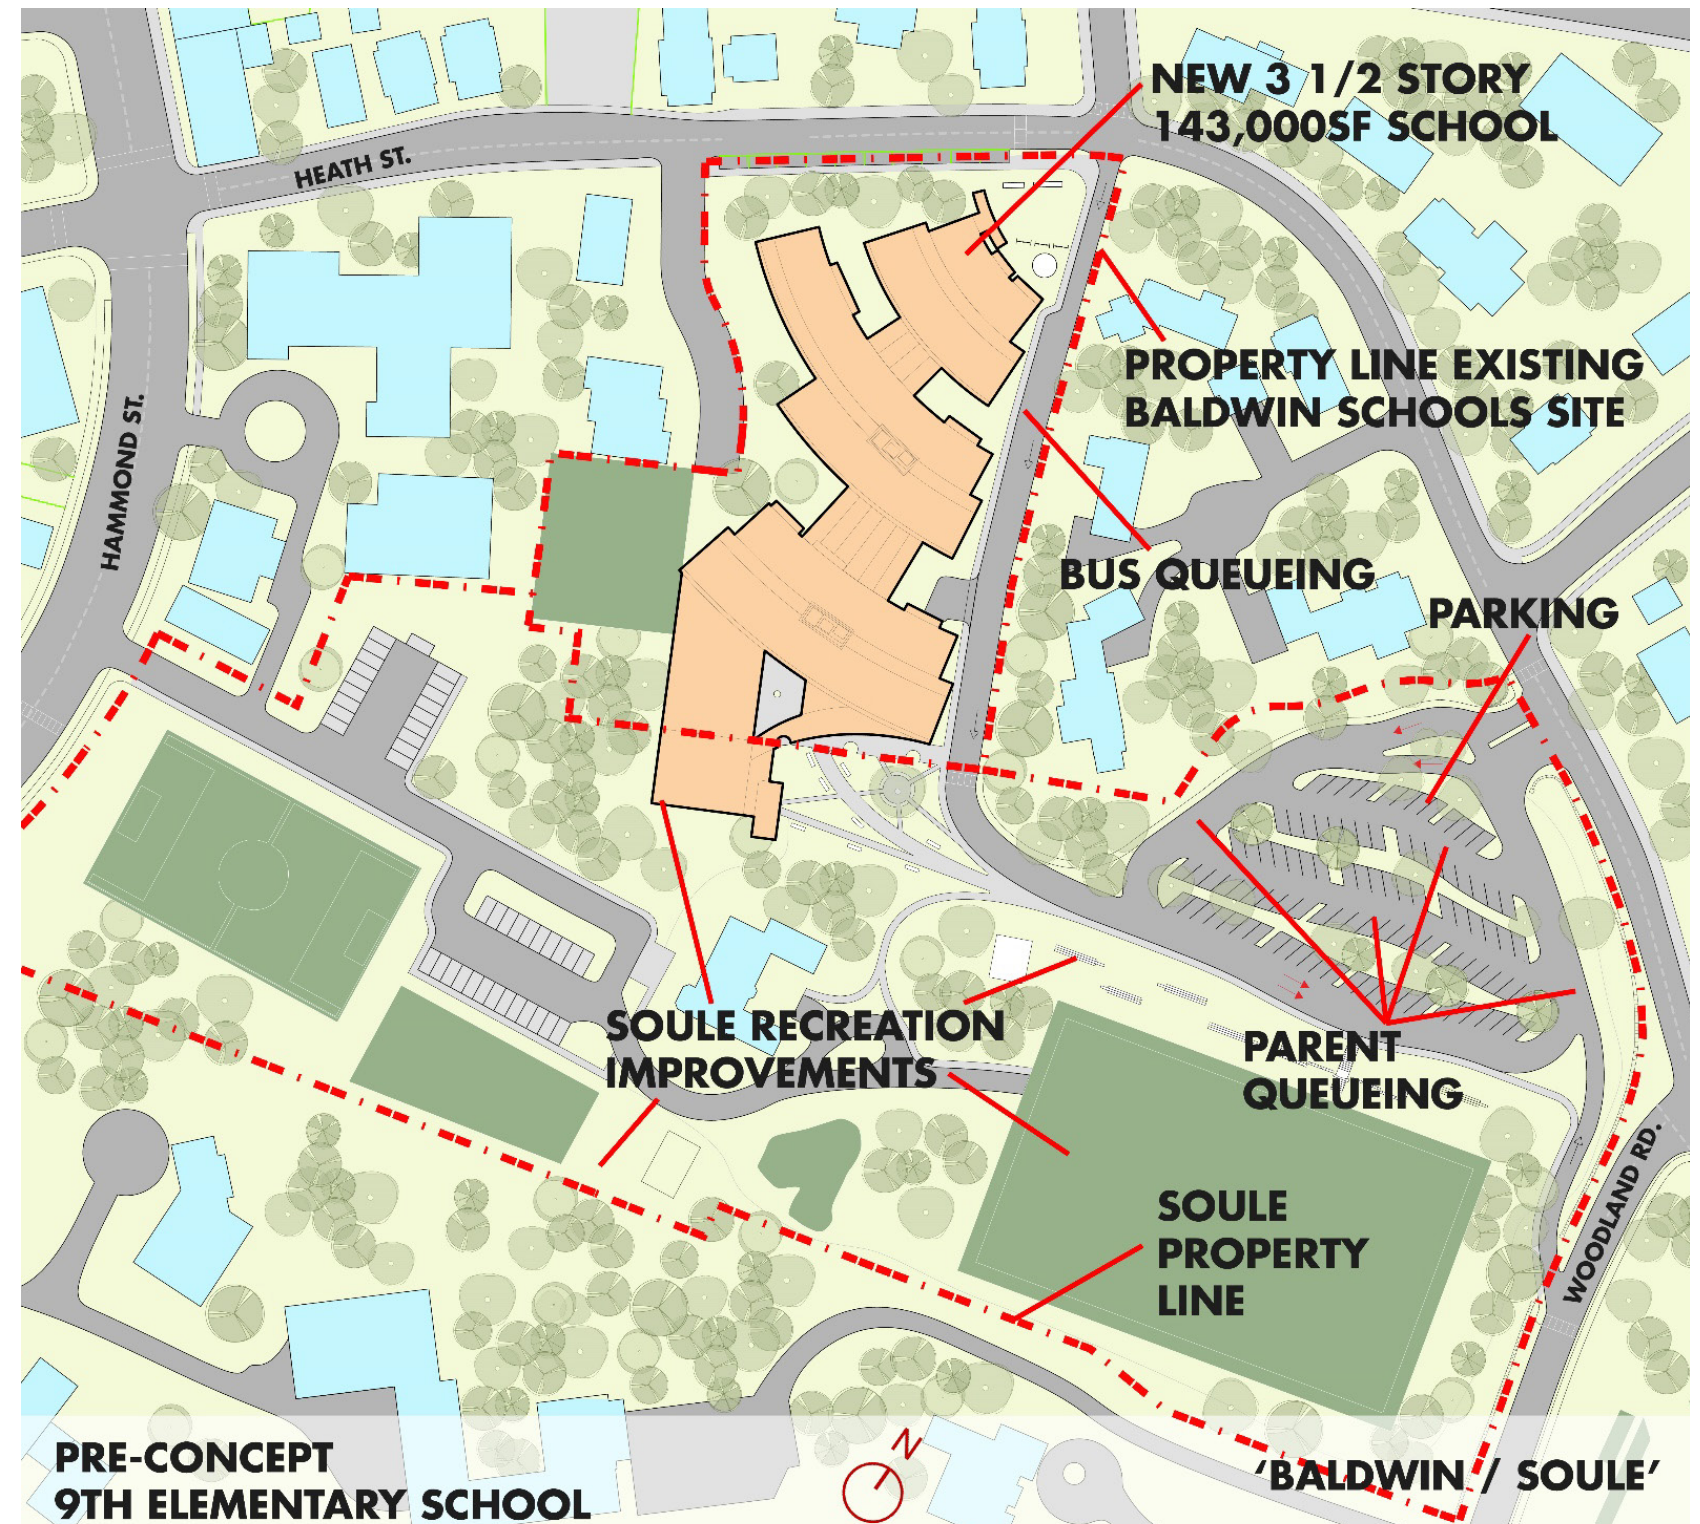 NEW 3 1/2 STORY
143,000SF SCHOOL
HEATH ST.
PROPERTY LINE EXISTING
BALDWIN SCHOOLS SITE
HAMMOND ST.
BUS QUEUEING
PARKING
SOULE RECREATION
IMPROVEMENTS
PARENT
QUEUEING
WOODLAND RD.
SOULE
PROPERTY
LINE
N
PRE-CONCEPT
9TH ELEMENTARY SCHOOL
‘BALDWIN / SOULE’